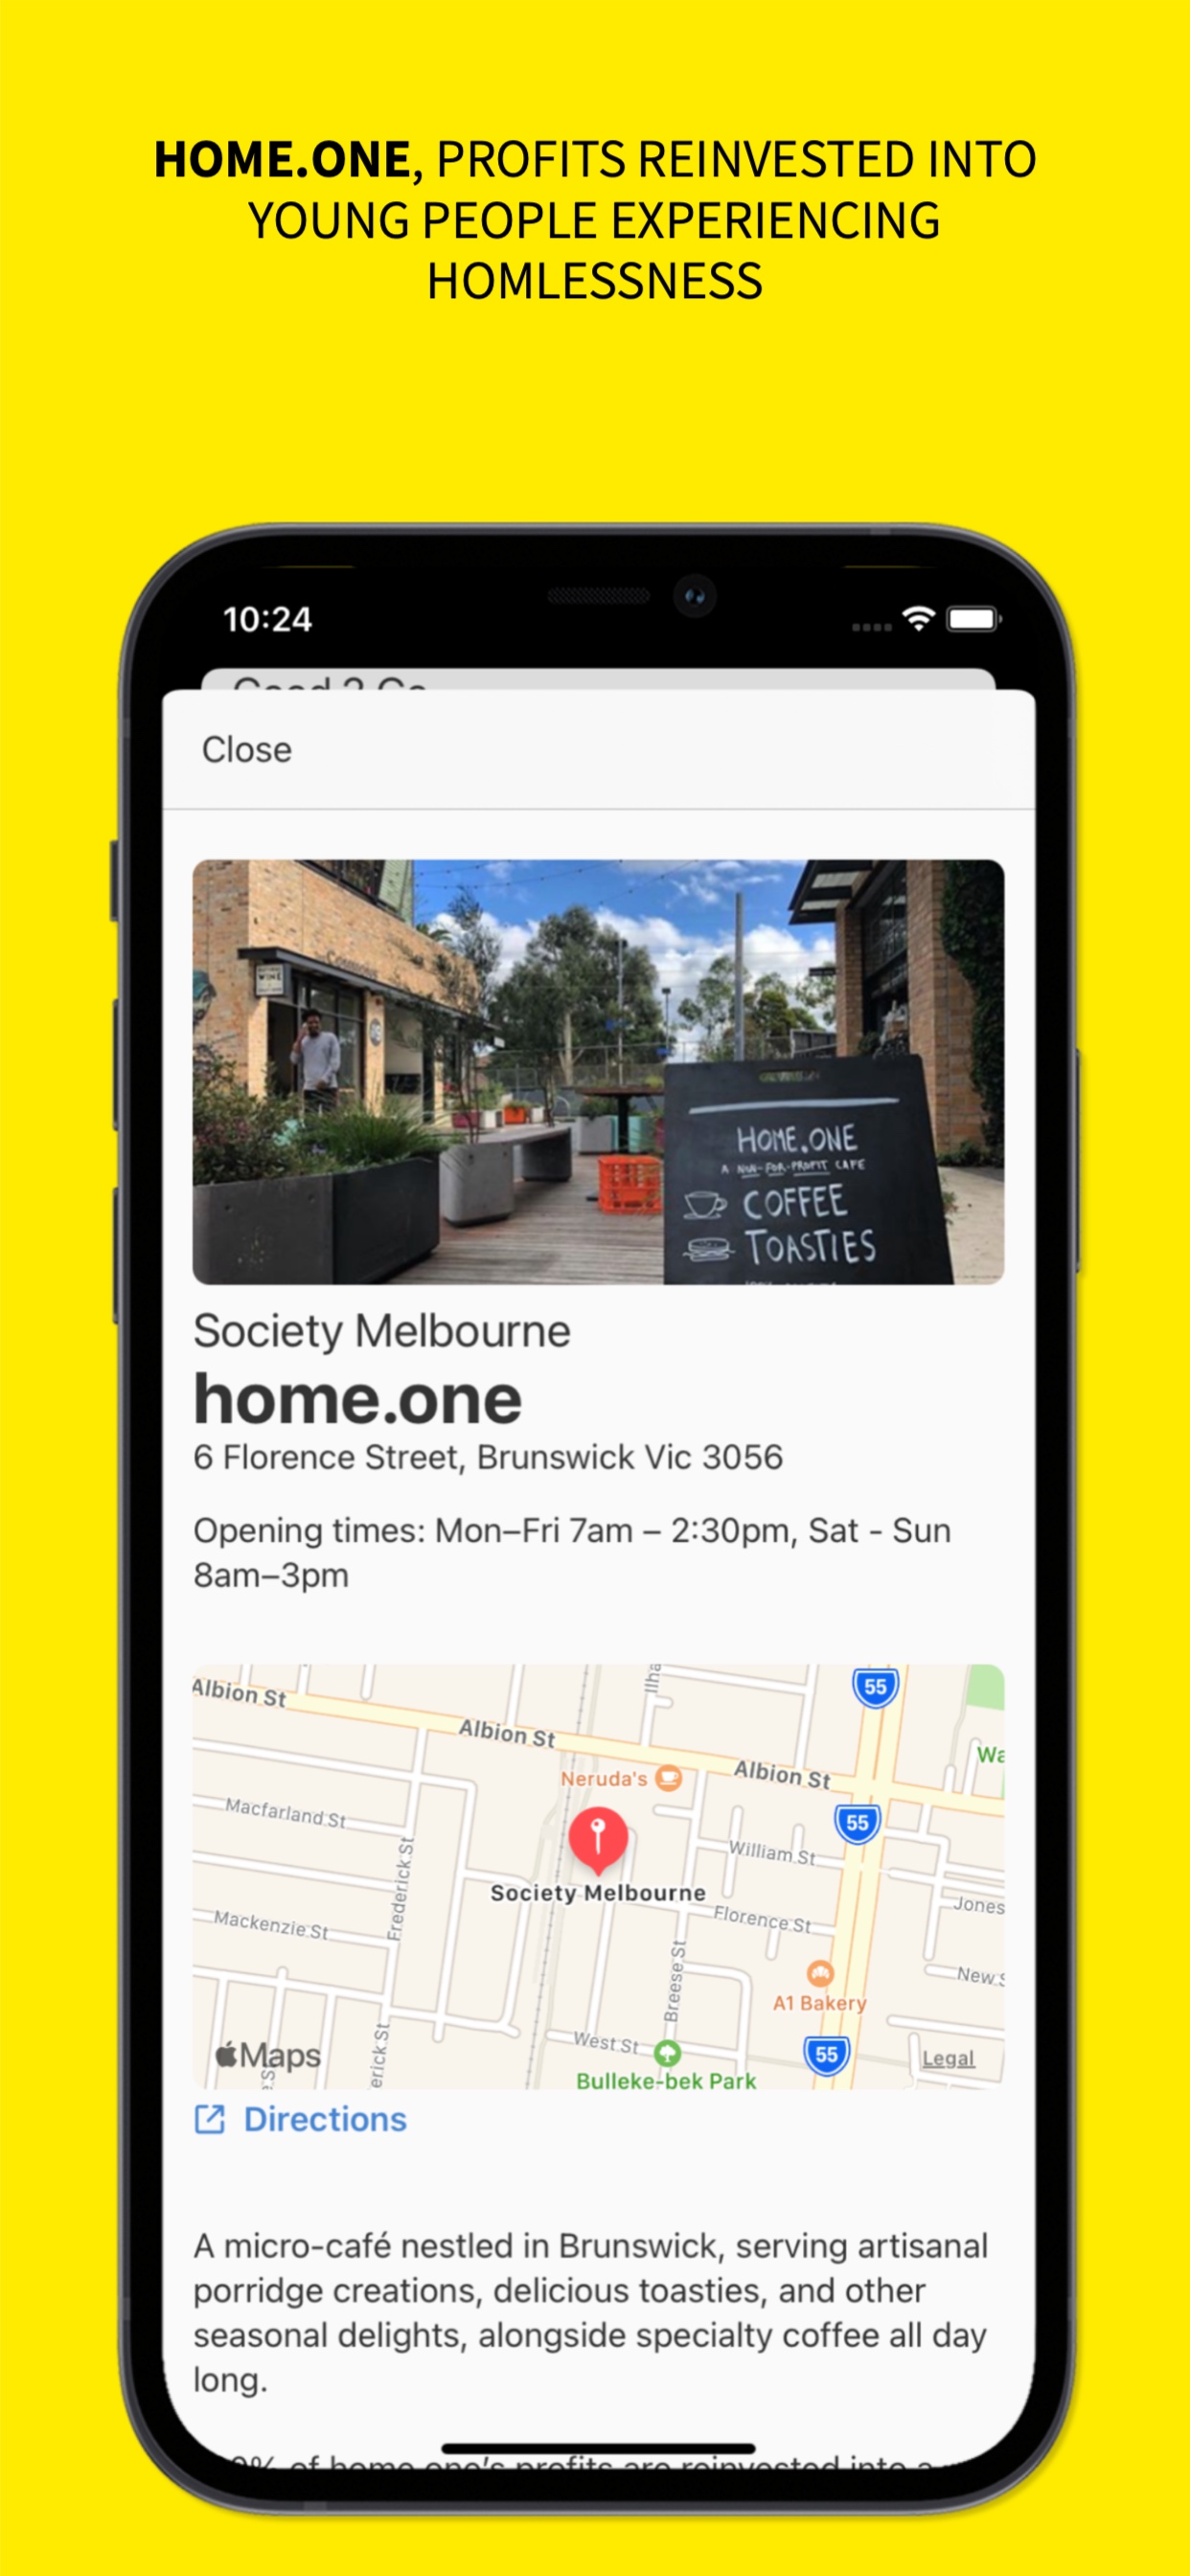 HOME.ONE, PROFITS REINVESTED INTO
YOUNG PEOPLE EXPERIENCING
HOMLESSNESS
10:24
Good 2 Go
Close
WINE
HOME.ONE
A NON-FOR-PROFIT CAFE
COFFEE
TOASTIES
Society Melbourne
home.one
6 Florence Street, Brunswick Vic 3056
Opening times: Mon–Fri 7am – 2:30pm, Sat - Sun
8am–3pm
55
Albion St
Albion St
Albion St
Neruda's
Macfarland St
55
William St
Frederick St
Society Melbourne
Jones
Mackenzie St
Florence St
Breese St
A1 Bakery
West St
Maps
55
Legal
Bulleke-bek Park
Directions
A micro-café nestled in Brunswick, serving artisanal
porridge creations, delicious toasties, and other
seasonal delights, alongside specialty coffee all day
long.
% of home.one's profits are reinvested into a